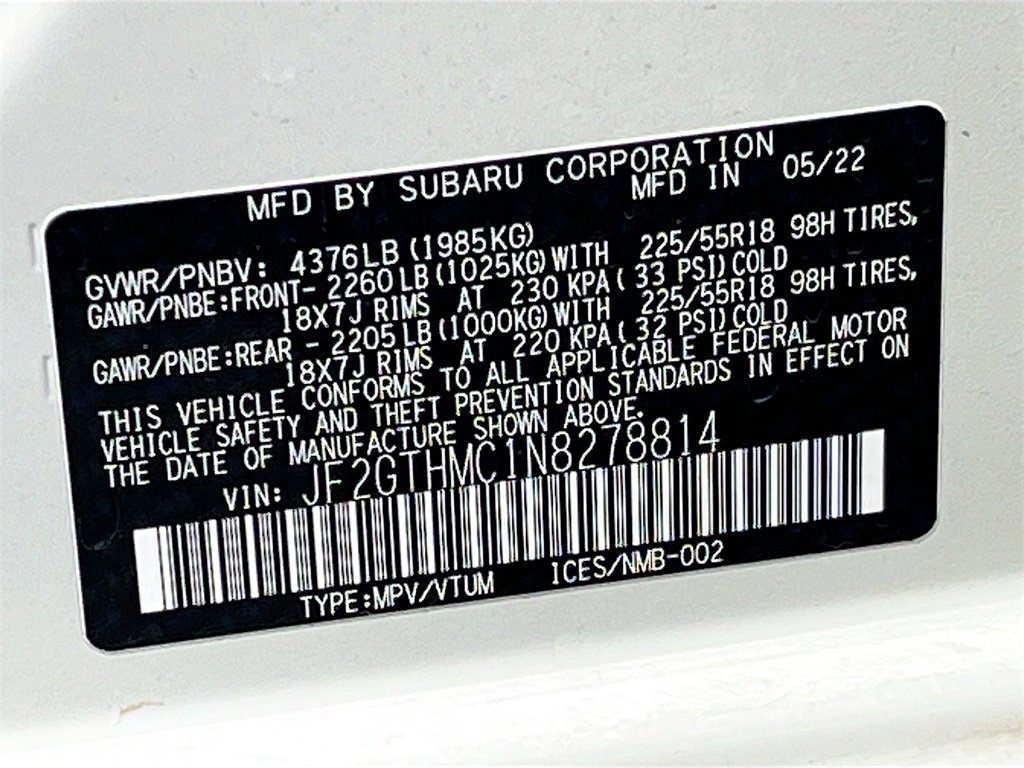 MFD BY SUBARU CORPORATION
MFD IN 05/22
GVWR/PNBV: 4376LB (1985KG)
GAWR/PNBE:FRONT- 2260LB (1025KG) WITH 225/55R18 98H TIRES,
18X7J RIMS AT 230 KPA( 33 PSI) COLD
GAWR/PNBE:REAR - 2205LB (1000KG) WITH 225/55R18 98H TIRES,
18X7J RIMS AT 220 KPA( 32 PSI) COLD
THIS VEHICLE CONFORMS TO ALL APPLICABLE FEDERAL MOTOR
VEHICLE SAFETY AND THEFT PREVENTION STANDARDS IN EFFECT ON
THE DATE OF MANUFACTURE SHOWN ABOVE.
VIN: JF2GTHMC1N8278814
TYPE:MPV/VTUM ICES/NMB-002